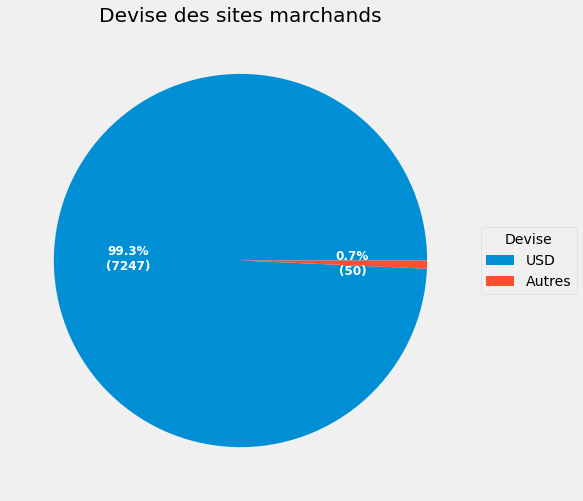 Devise des sites marchands
99.3%
(7247)
0.7%
(50)
Devise
USD
Autres